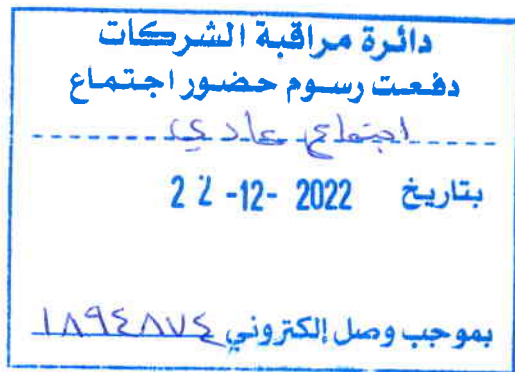 دائرة مراقبة الشركات
دفعت رسوم حضور اجتماع
اجتماع عادي
بتاريخ 22 -12- 2022
بموجب وصل إلكتروني ١٨٩٤٨٧٤